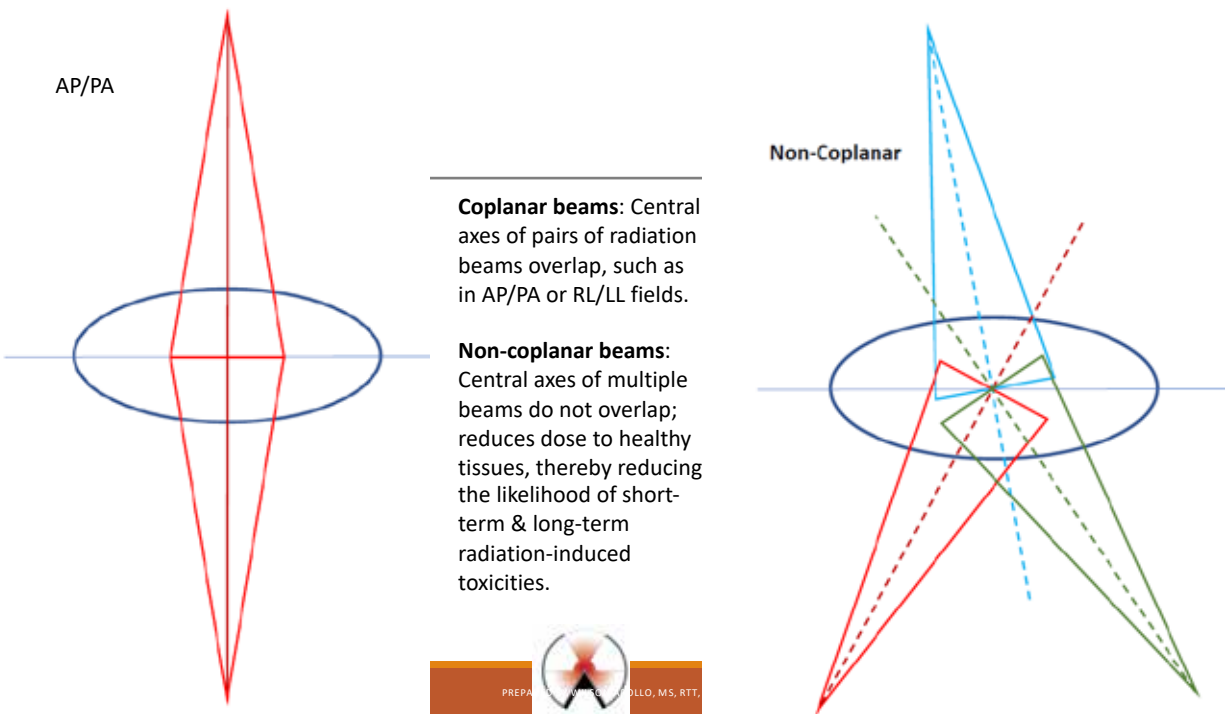 AP/PA
Coplanar beams: Central
axes of pairs of radiation
beams overlap, such as
in AP/PA or RL/LL fields.
Non-coplanar beams:
Central axes of multiple
beams do not overlap;
reduces dose to healthy
tissues, thereby reducing
the likelihood of short-
term & long-term
radiation-induced
toxicities.
MS, RTT,
Non-Coplanar